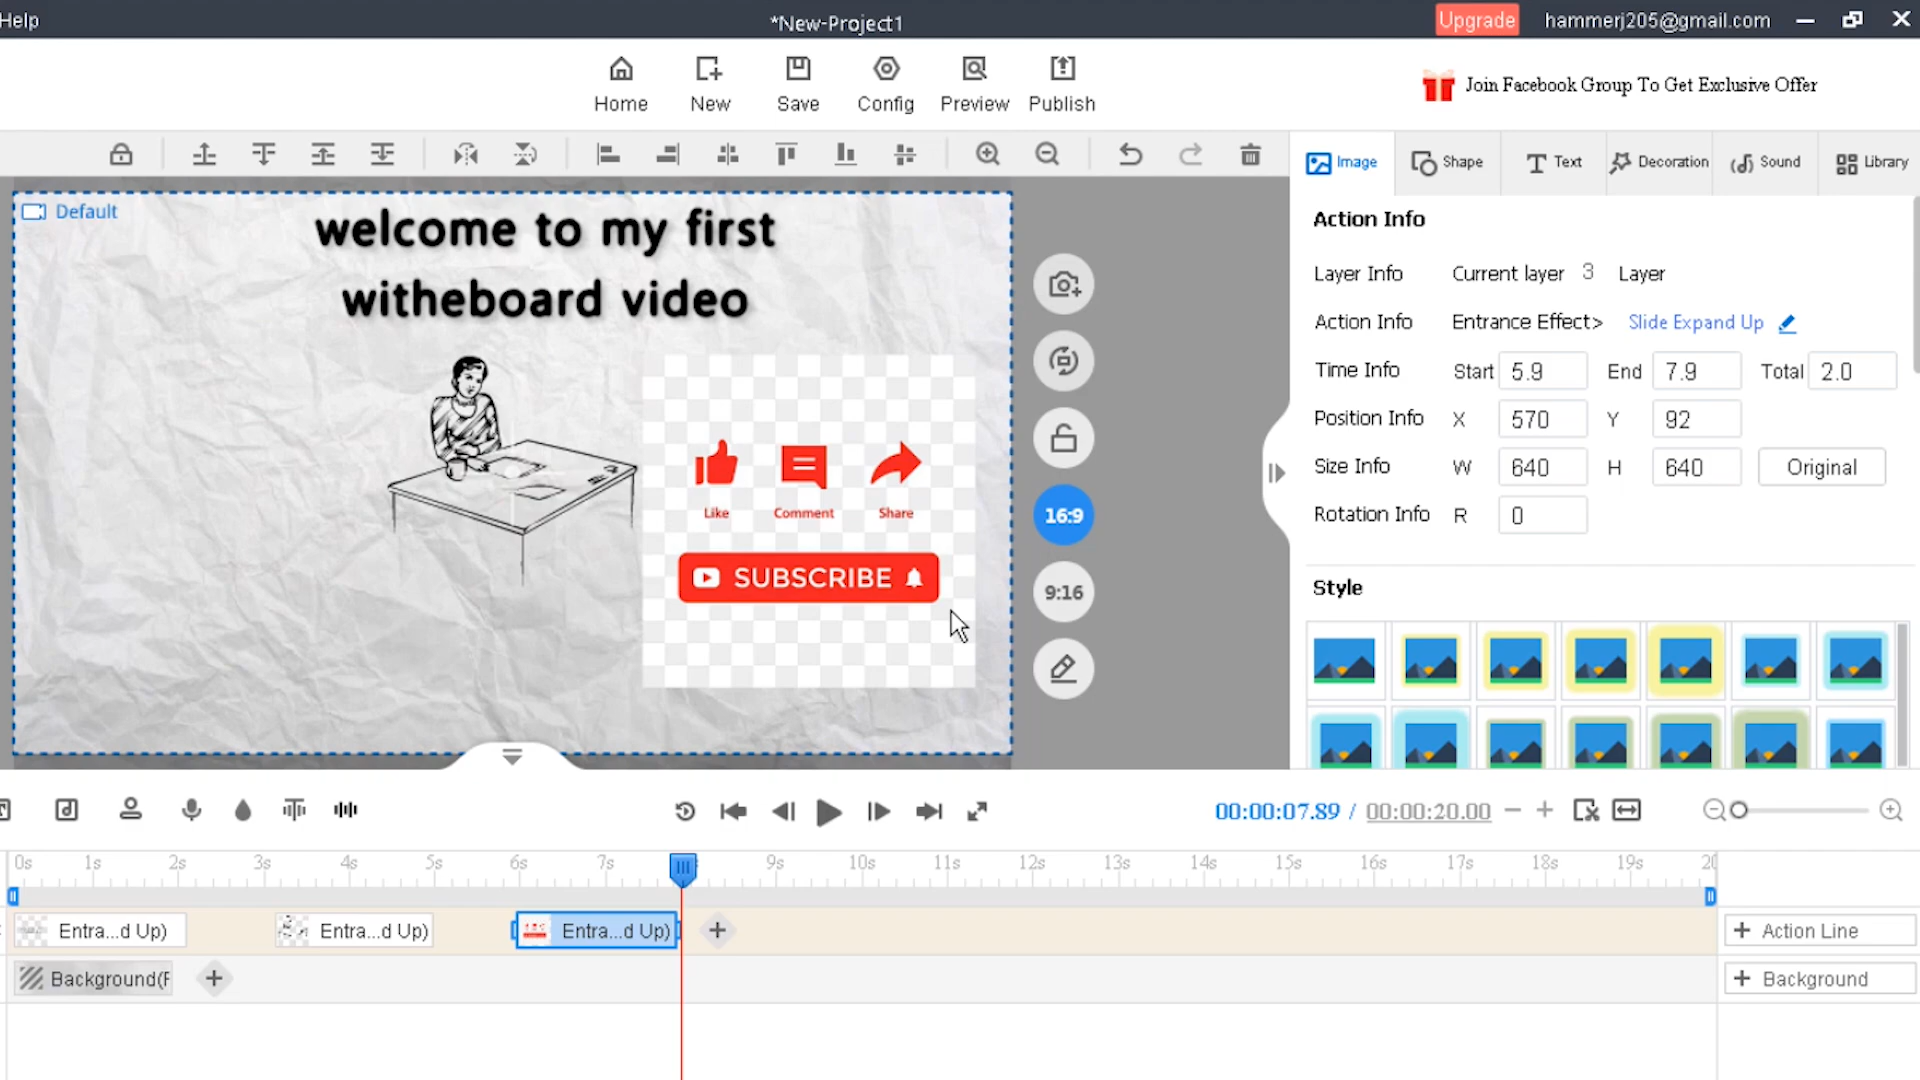 Help
*New-Project1
Upgrade
hammerj205@gmail.com
Home
New
Save
Config
Preview
Publish
Join Facebook Group To Get Exclusive Offer
Image
Shape
Text
Decoration
Sound
Library
Default
welcome to my first
witheboard video
Like
Comment
Share
SUBSCRIBE
16:9
9:16
Action Info
Layer Info Current layer 3 Layer
Action Info Entrance Effect> Slide Expand Up
Time Info Start 5.9 End 7.9 Total 2.0
Position Info X 570 Y 92
Size Info W 640 H 640 Original
Rotation Info R 0
Style
00:00:07.89 / 00:00:20.00
0s 1s 2s 3s 4s 5s 6s 7s 9s 10s 11s 12s 13s 14s 15s 16s 17s 18s 19s 20
Entra...d Up)
Entra...d Up)
Entra...d Up)
+ Action Line
Background(F
+ Background